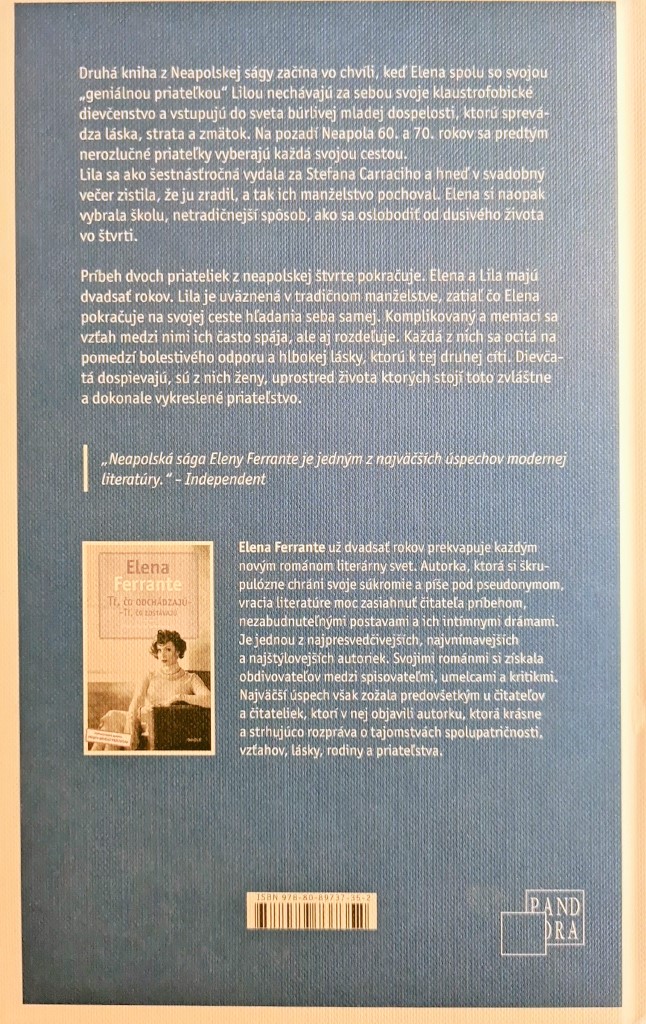 Druhá kniha z Neapolskej ságy začína vo chvíli, keď Elena spolu so svojou
„geniálnou priateľkou“ Lilou nechávajú za sebou svoje klaustrofobické
dievčenstvo a vstupujú do sveta búrlivej mladej dospelosti, ktorú sprevá-
dza láska, strata a zmätok. Na pozadí Neapola 60. a 70. rokov sa predtým
nerozlučné priateľky vyberajú každá svojou cestou.
Lila sa ako šestnásťročná vydala za Stefana Carracciho a hneď v svadobný
večer zistila, že ju zradil, a tak ich manželstvo pochoval. Elena si naopak
vybrala školu, netradičnejší spôsob, ako sa oslobodiť od dusivého života
vo štvrti.
Príbeh dvoch priateliek z neapolskej štvrte pokračuje. Elena a Lila majú
dvadsať rokov. Lila je uväznená v tradičnom manželstve, zatiaľ čo Elena
pokračuje na svojej ceste hľadania seba samej. Komplikovaný a meniaci sa
vzťah medzi nimi ich často spája, ale aj rozdeľuje. Každá z nich sa ocitá na
pomedzí bolestivého odporu a hlbokej lásky, ktorú k tej druhej cíti. Dievča-
tá dospievajú, sú z nich ženy, uprostred života ktorých stojí toto zvláštne
a dokonale vykreslené priateľstvo.
„Neapolská sága Eleny Ferrante je jedným z najväčších úspechov modernej
literatúry.“ – Independent
Elena
Ferrante
TÍ, ČO ODCHÁDZAJÚ–
–TÍ, ČO ZOSTÁVAJÚ
Elena Ferrante už dvadsať rokov prekvapuje každým
novým románom literárny svet. Autorka, ktorá si škru-
pulózne chráni svoje súkromie a píše pod pseudonymom,
vracia literatúre moc zasiahnuť čitateľa príbehom,
nezabudnuteľnými postavami a ich intímnymi drámami.
Je jednou z najpresvedčivejších, najvnímavejších
a najštýlovejších autoriek. Svojimi románmi si získala
obdivovateľov medzi spisovateľmi, umelcami a kritikmi.
Najväčší úspech však zožala predovšetkým u čitateľov
a čitateliek, ktorí v nej objavili autorku, ktorá krásne
a strhujúco rozpráva o tajomstvách spolupatričnosti,
vzťahov, lásky, rodiny a priateľstva.
ISBN 978-80-89737-35-2
PAND
ORA